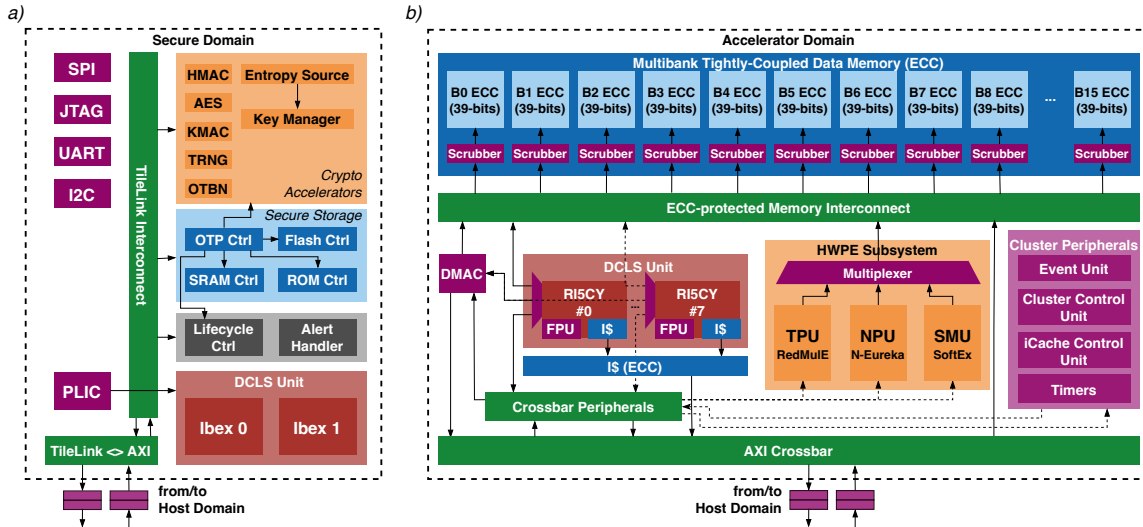 a)
Secure Domain
SPI
JTAG
UART
I2C
PLIC
TileLink Interconnect
HMAC
AES
KMAC
TRNG
OTBN
Entropy Source
Key Manager
Crypto
Accelerators
Secure Storage
OTP Ctrl
Flash Ctrl
SRAM Ctrl
ROM Ctrl
Lifecycle
Ctrl
Alert
Handler
DCLS Unit
Ibex 0
Ibex 1
TileLink <> AXI
from/to
Host Domain
b)
Accelerator Domain
Multibank Tightly-Coupled Data Memory (ECC)
B0 ECC
(39-bits)
B1 ECC
(39-bits)
B2 ECC
(39-bits)
B3 ECC
(39-bits)
B4 ECC
(39-bits)
B5 ECC
(39-bits)
B6 ECC
(39-bits)
B7 ECC
(39-bits)
B8 ECC
(39-bits)
...
B15 ECC
(39-bits)
Scrubber
Scrubber
Scrubber
Scrubber
Scrubber
Scrubber
Scrubber
Scrubber
Scrubber
Scrubber
ECC-protected Memory Interconnect
DMAC
DCLS Unit
RI5CY
#0
FPU
I$
...
RI5CY
#7
FPU
I$
I$ (ECC)
HWPE Subsystem
Multiplexer
TPU
RedMulE
NPU
N-Eureka
SMU
SoftEx
Cluster Peripherals
Event Unit
Cluster Control
Unit
iCache Control
Unit
Timers
Crossbar Peripherals
AXI Crossbar
from/to
Host Domain